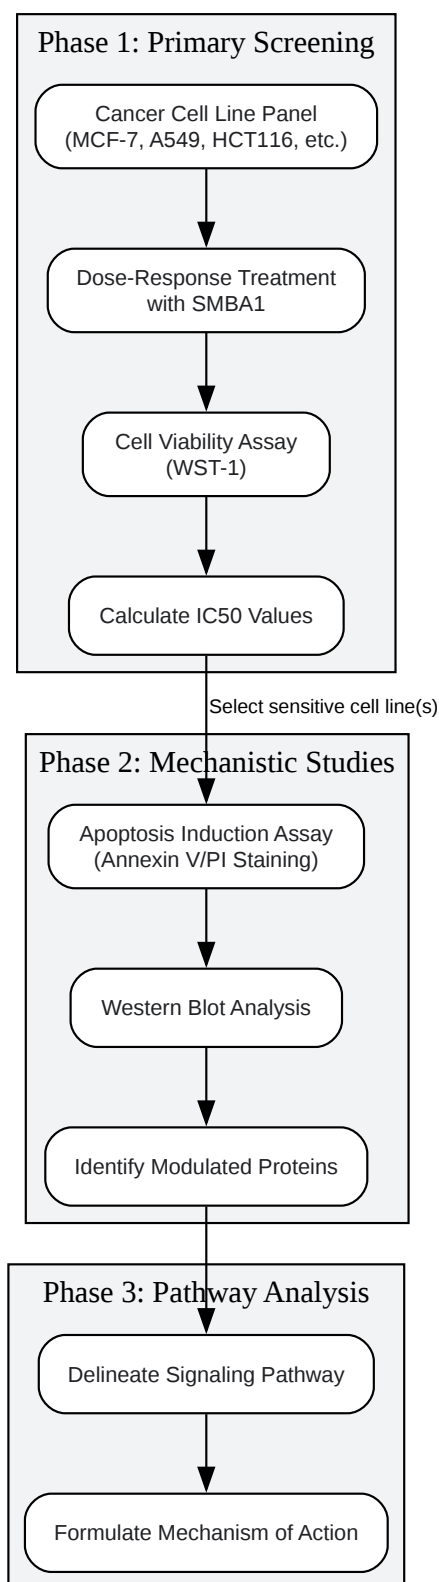 Phase 1: Primary Screening
Cancer Cell Line Panel
(MCF-7, A549, HCT116, etc.)
Dose-Response Treatment
with SMBA1
Cell Viability Assay
(WST-1)
Calculate IC50 Values
Select sensitive cell line(s)
Phase 2: Mechanistic Studies
Apoptosis Induction Assay
(Annexin V/PI Staining)
Western Blot Analysis
Identify Modulated Proteins
Phase 3: Pathway Analysis
Delineate Signaling Pathway
Formulate Mechanism of Action